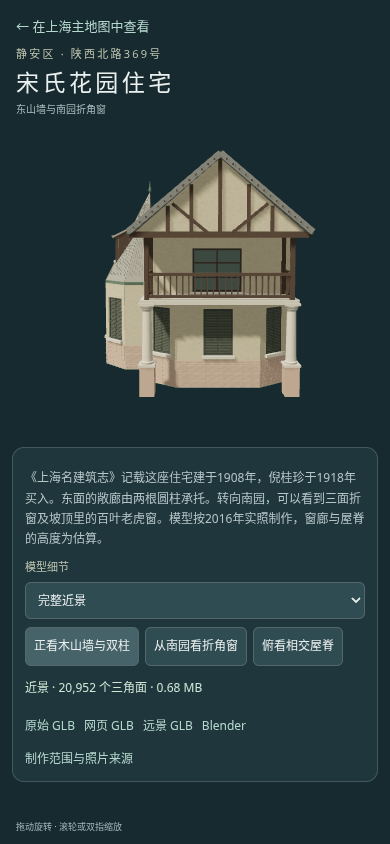 ← 在上海主地图中查看
静安区 · 陕西北路369号
宋氏花园住宅
东山墙与南园折角窗
《上海名建筑志》记载这座住宅建于1908年，倪桂珍于1918年
买入。东面的敞廊由两根圆柱承托。转向南园，可以看到三面折
窗及坡顶里的百叶老虎窗。模型按2016年实照制作，窗廊与屋脊
的高度为估算。
模型细节
完整近景
正看木山墙与双柱 从南园看折角窗 俯看相交屋脊
近景 · 20,952 个三角面 · 0.68 MB
原始 GLB 网页 GLB 远景 GLB Blender
制作范围与照片来源
拖动旋转 · 滚轮或双指缩放